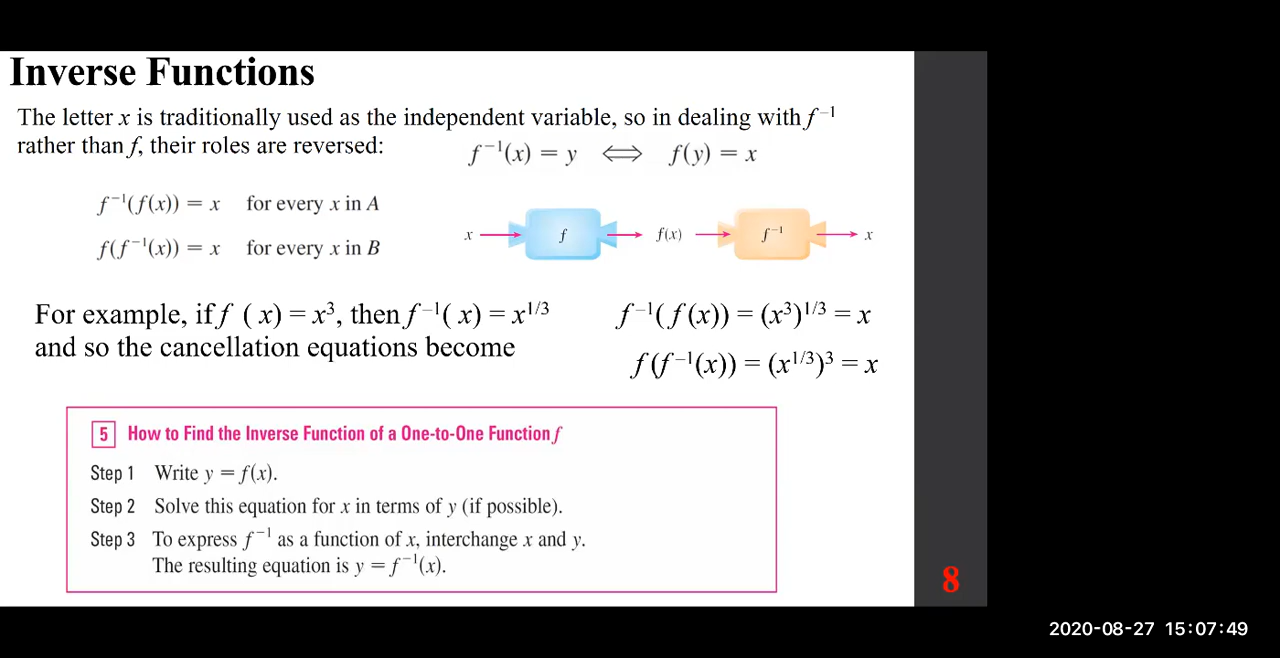 Inverse Functions
The letter x is traditionally used as the independent variable, so in dealing with f⁻¹
rather than f, their roles are reversed:
f⁻¹(x) = y ⟺ f(y) = x
f⁻¹(f(x)) = x for every x in A
f(f⁻¹(x)) = x for every x in B
x f f(x) f⁻¹ x
For example, if f ( x) = x³, then f⁻¹( x) = x¹/³
and so the cancellation equations become
f⁻¹( f(x)) = (x³)¹/³ = x
f(f⁻¹(x)) = (x¹/³)³ = x
5 How to Find the Inverse Function of a One-to-One Function f
Step 1 Write y = f(x).
Step 2 Solve this equation for x in terms of y (if possible).
Step 3 To express f⁻¹ as a function of x, interchange x and y.
The resulting equation is y = f⁻¹(x).
8
2020-08-27 15:07:49